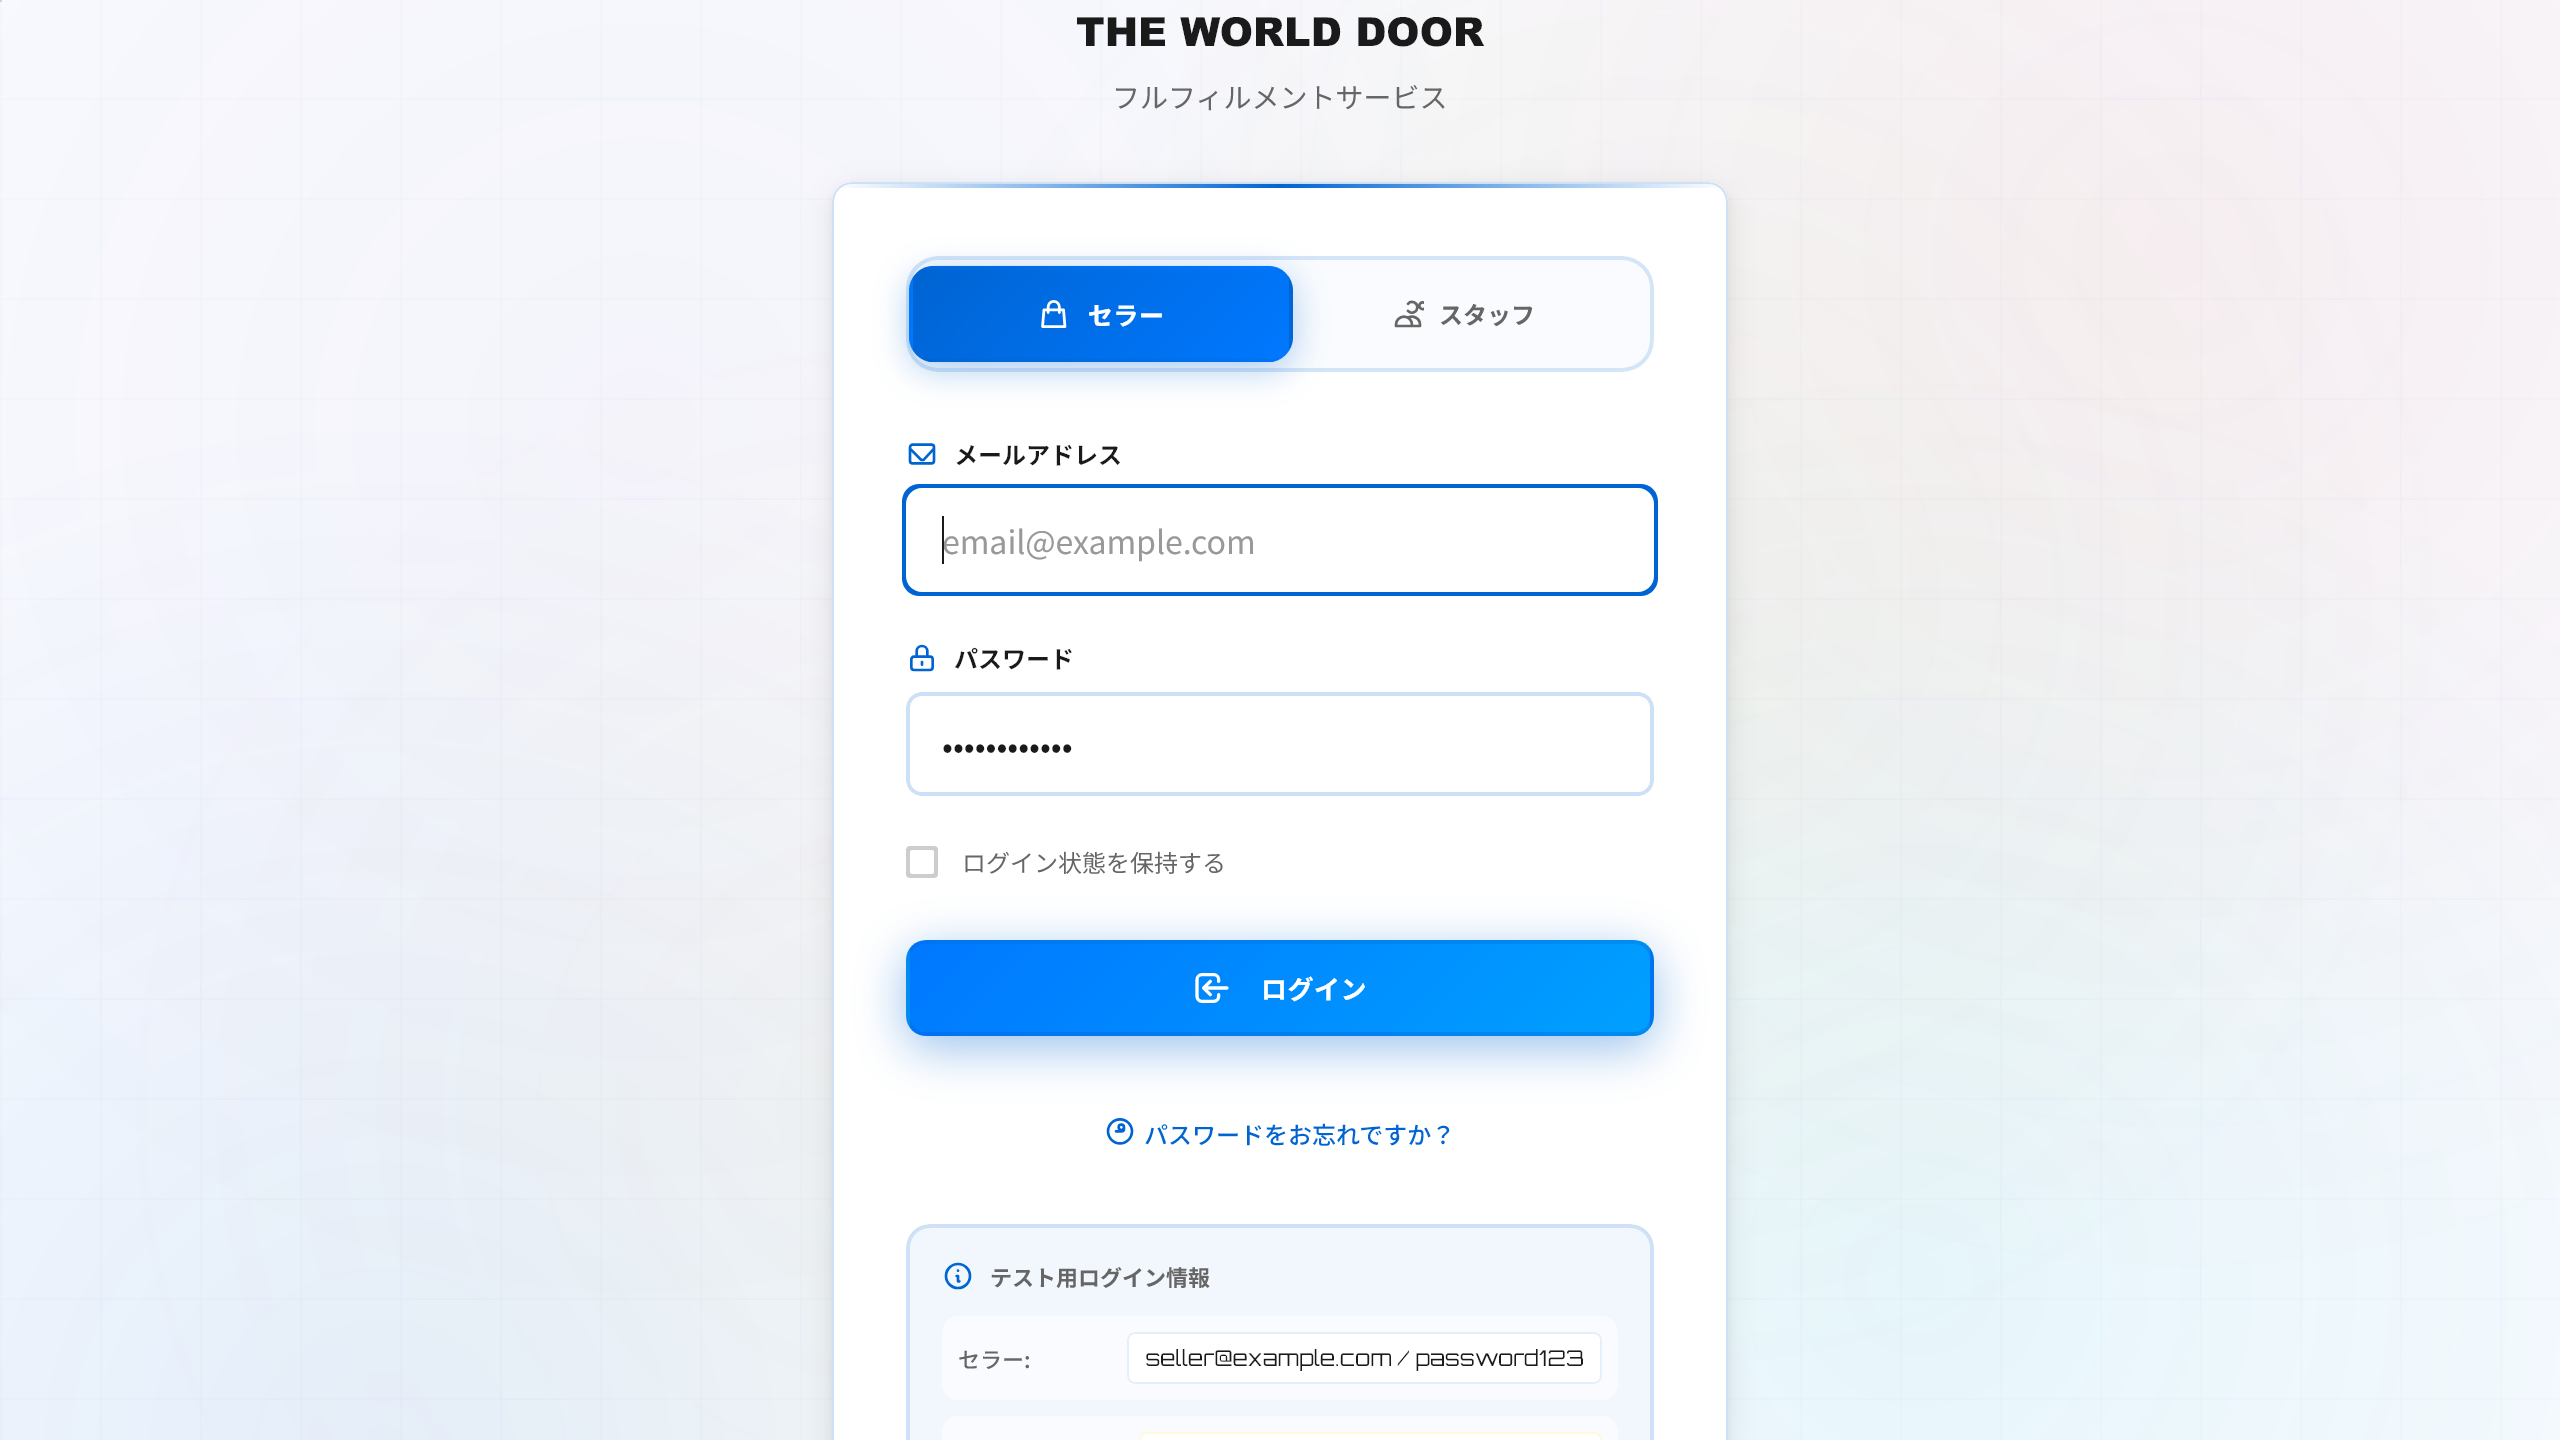 THE WORLD DOOR
フルフィルメントサービス
セラー
スタッフ
メールアドレス
email@example.com
パスワード
••••••••••••
ログイン状態を保持する
ログイン
パスワードをお忘れですか？
テスト用ログイン情報
セラー:
seller@example.com / password123